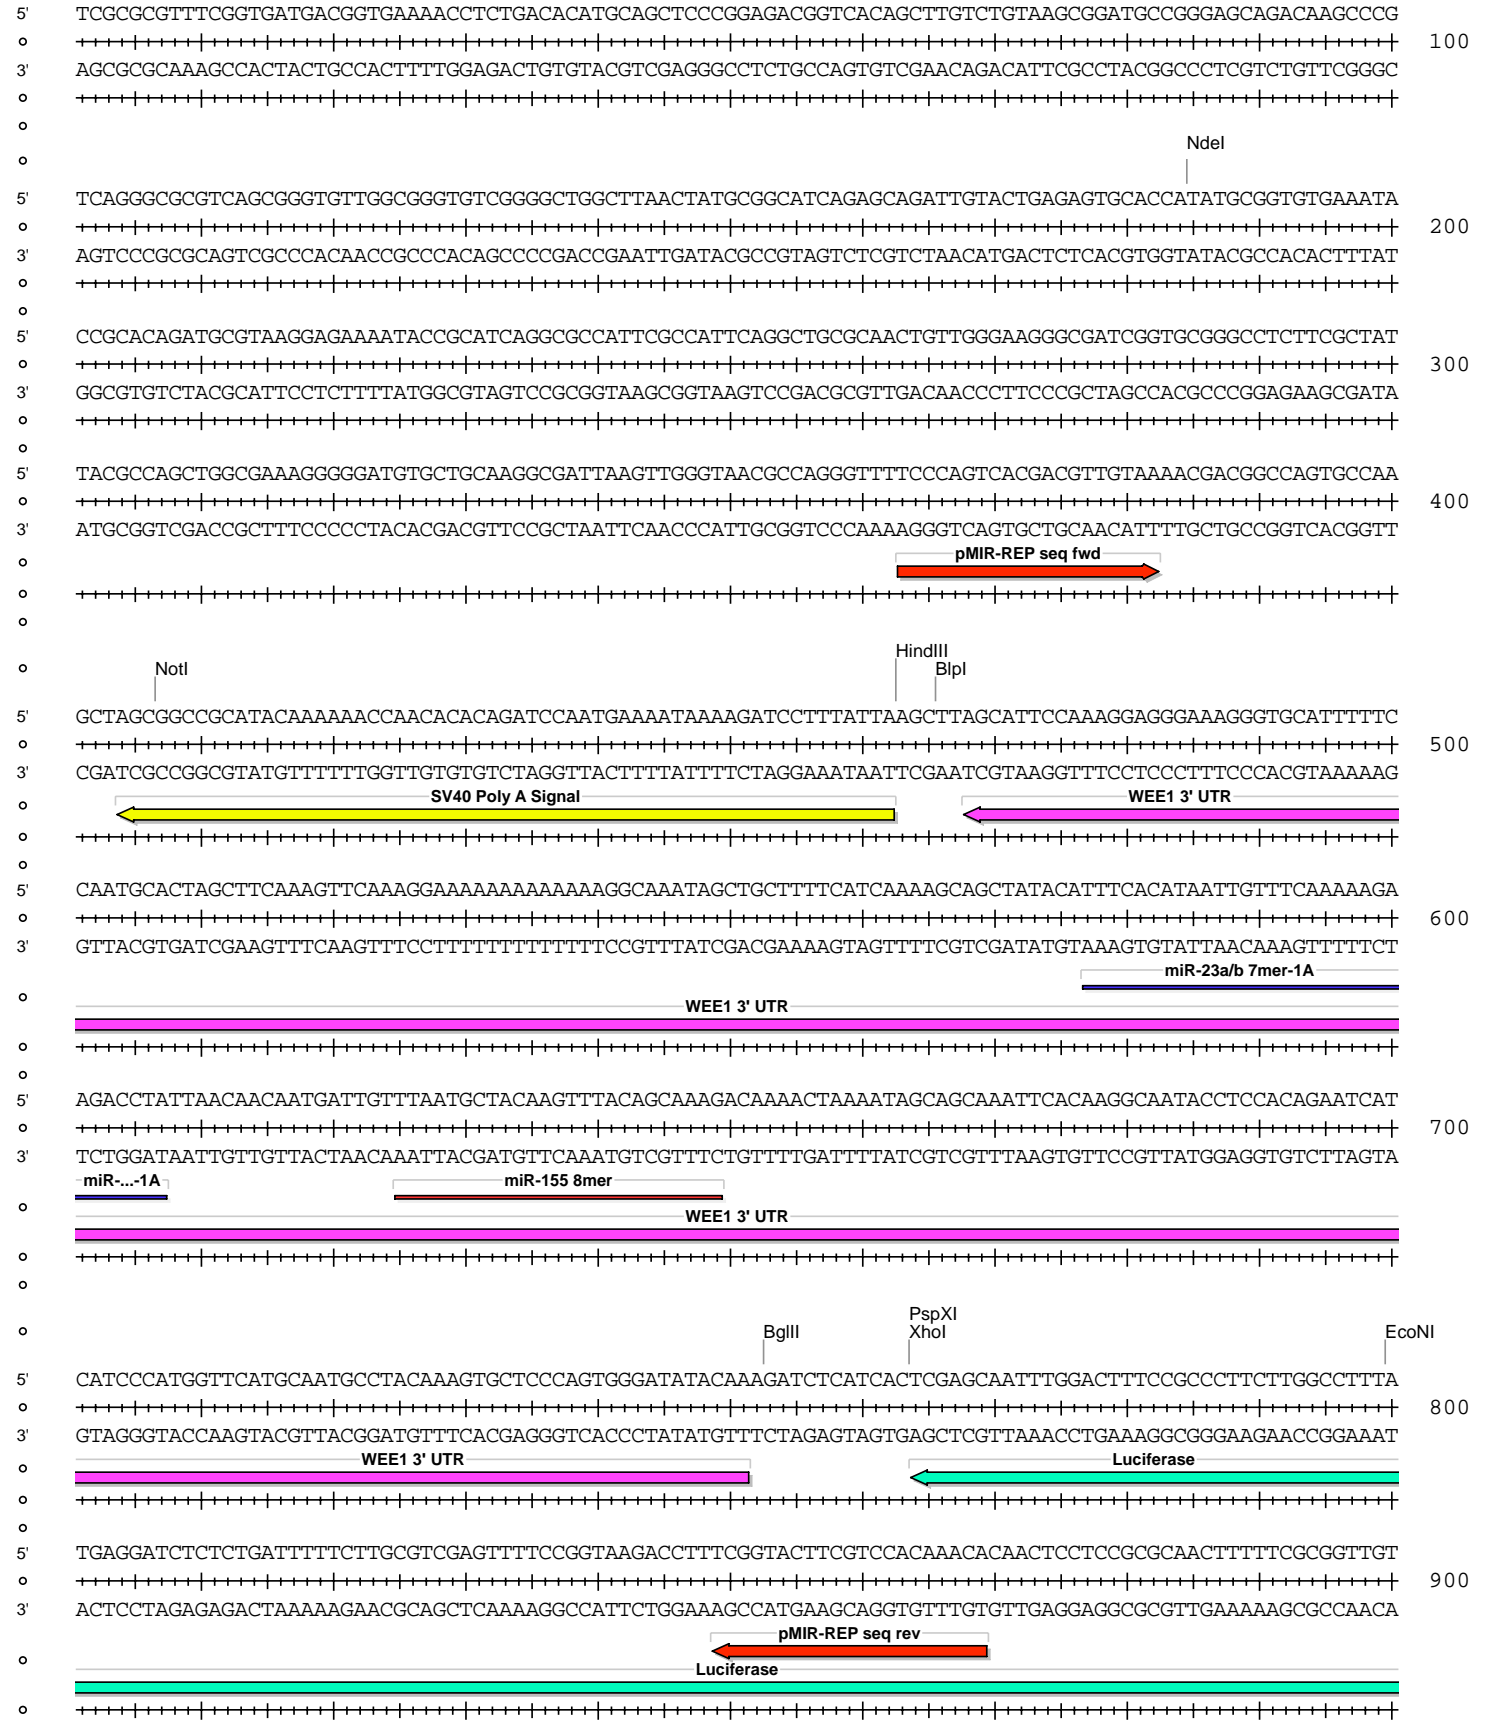 5' TCGCGCGTTTCGGTGATGACGGTGAAAACCTCTGACACATGCAGCTCCCGGAGACGGTCACAGCTTGTCTGTAAGCGGATGCCGGGAGCAGACAAGCCCG
100
3' AGCGCGCAAAGCCACTACTGCCACTTTTGGAGACTGTGTACGTCGAGGGCCTCTGCCAGTGTCGAACAGACATTCGCCTACGGCCCTCGTCTGTTCGGGC
NdeI
5' TCAGGGCGCGTCAGCGGGTGTTGGCGGGTGTCGGGGCTGGCTTAACTATGCGGCATCAGAGCAGATTGTACTGAGAGTGCACCATATGCGGTGTGAAATA
200
3' AGTCCCGCGCAGTCGCCCACAACCGCCCACAGCCCCGACCGAATTGATACGCCGTAGTCTCGTCTAACATGACTCTCACGTGGTATACGCCACACTTTAT
5' CCGCACAGATGCGTAAGGAGAAAATACCGCATCAGGCGCCATTCGCCATTCAGGCTGCGCAACTGTTGGGAAGGGCGATCGGTGCGGGCCTCTTCGCTAT
300
3' GGCGTGTCTACGCATTCCTCTTTTATGGCGTAGTCCGCGGTAAGCGGTAAGTCCGACGCGTTGACAACCCTTCCCGCTAGCCACGCCCGGAGAAGCGATA
5' TACGCCAGCTGGCGAAAGGGGGATGTGCTGCAAGGCGATTAAGTTGGGTAACGCCAGGGTTTTCCCAGTCACGACGTTGTAAAACGACGGCCAGTGCCAA
400
3' ATGCGGTCGACCGCTTTCCCCCTACACGACGTTCCGCTAATTCAACCCATTGCGGTCCCAAAAGGGTCAGTGCTGCAACATTTTGCTGCCGGTCACGGTT
pMIR-REP seq fwd
HindIII
NotI BlpI
5' GCTAGCGGCCGCATACAAAAAACCAACACACAGATCCAATGAAAATAAAAGATCCTTTATTAAGCTTAGCATTCCAAAGGAGGGAAAGGGTGCATTTTTC
500
3' CGATCGCCGGCGTATGTTTTTTGGTTGTGTGTCTAGGTTACTTTTATTTTCTAGGAAATAATTCGAATCGTAAGGTTTCCTCCCTTTCCCACGTAAAAAG
SV40 Poly A Signal WEE1 3' UTR
5' CAATGCACTAGCTTCAAAGTTCAAAGGAAAAAAAAAAAAAAGGCAAATAGCTGCTTTTCATCAAAAGCAGCTATACATTTCACATAATTGTTTCAAAAAGA
600
3' GTTACGTGATCGAAGTTTCAAGTTTCCTTTTTTTTTTTTTTCCGTTTATCGACGAAAAGTAGTTTTCGTCGATATGTAAAGTGTATTAACAAAGTTTTTCT
miR-23a/b 7mer-1A
WEE1 3' UTR
5' AGACCTATTAACAACAATGATTGTTTAATGCTACAAGTTTACAGCAAAGACAAAACTAAAATAGCAGCAAATTCACAAGGCAATACCTCCACAGAATCAT
700
3' TCTGGATAATTGTTGTTACTAACAAATTACGATGTTCAAATGTCGTTTCTGTTTTGATTTTATCGTCGTTTAAGTGTTCCGTTATGGAGGTGTCTTAGTA
miR-...-1A miR-155 8mer
WEE1 3' UTR
PspXI
BglII XhoI EcoNI
5' CATCCCATGGTTCATGCAATGCCTACAAAGTGCTCCCAGTGGGATATACAAAGATCTCATCACTCGAGCAATTTGGACTTTCCGCCCTTCTTGGCCTTTA
800
3' GTAGGGTACCAAGTACGTTACGGATGTTTCACGAGGGTCACCCTATATGTTTCTAGAGTAGTGAGCTCGTTAAACCTGAAAGGCGGGAAGAACCGGAAAT
WEE1 3' UTR Luciferase
5' TGAGGATCTCTCTGATTTTTCTTGCGTCGAGTTTTCCGGTAAGACCTTTCGGTACTTCGTCCACAAACACAACTCCTCCGCGCAACTTTTTCGCGGTTGT
900
3' ACTCCTAGAGAGACTAAAAAGAACGCAGCTCAAAAGGCCATTCTGGAAAGCCATGAAGCAGGTGTTTGTGTTGAGGAGGCGCGTTGAAAAAGCGCCAACA
pMIR-REP seq rev
Luciferase